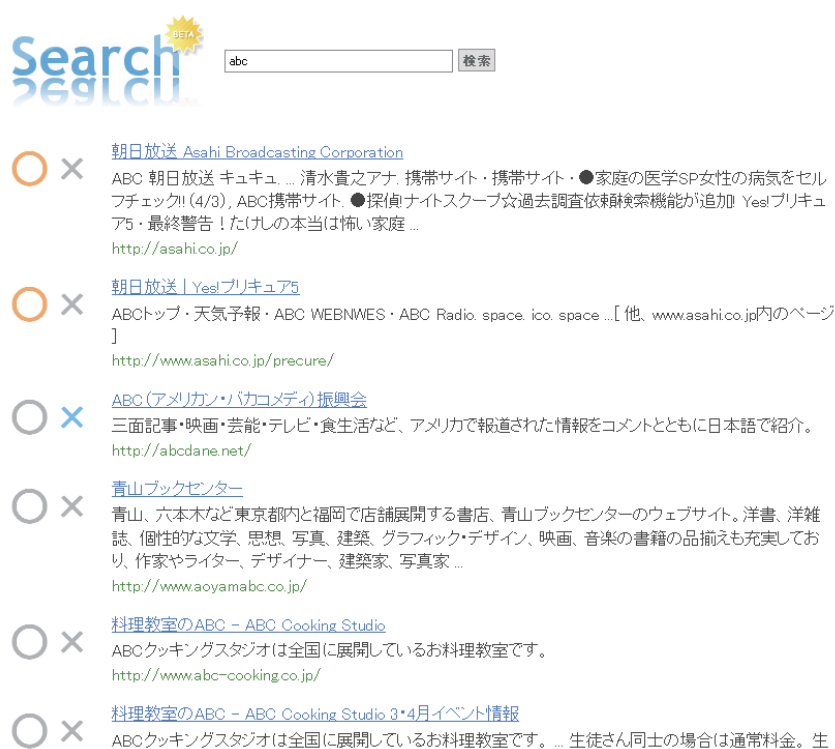 Search BETA
abc 検索
朝日放送 Asahi Broadcasting Corporation
ABC 朝日放送 キュキュ. ... 清水貴之アナ. 携帯サイト・携帯サイト・●家庭の医学SP女性の病気をセル
フチェック!! (4/3) , ABC携帯サイト. ●探偵!ナイトスクープ☆過去調査依頼検索機能が追加! Yes!プリキュ
ア5・最終警告！たけしの本当は怖い家庭 ...
http://asahi.co.jp/
朝日放送 | Yes!プリキュア5
ABCトップ・天気予報・ABC WEBNWES・ABC Radio. space. ico. space ...[ 他、www.asahi.co.jp内のページ
]
http://www.asahi.co.jp/precure/
ABC（アメリカン・バカコメディ）振興会
三面記事・映画・芸能・テレビ・食生活など、アメリカで報道された情報をコメントとともに日本語で紹介。
http://abcdane.net/
青山ブックセンター
青山、六本木など東京都内と福岡で店舗展開する書店、青山ブックセンターのウェブサイト。洋書、洋雑
誌、個性的な文学、思想、写真、建築、グラフィック・デザイン、映画、音楽の書籍の品揃えも充実してお
り、作家やライター、デザイナー、建築家、写真家 ...
http://www.aoyamabc.co.jp/
料理教室のABC - ABC Cooking Studio
ABCクッキングスタジオは全国に展開しているお料理教室です。
http://www.abc-cooking.co.jp/
料理教室のABC - ABC Cooking Studio 3・4月イベント情報
ABCクッキングスタジオは全国に展開しているお料理教室です。 ... 生徒さん同士の場合は通常料金。生